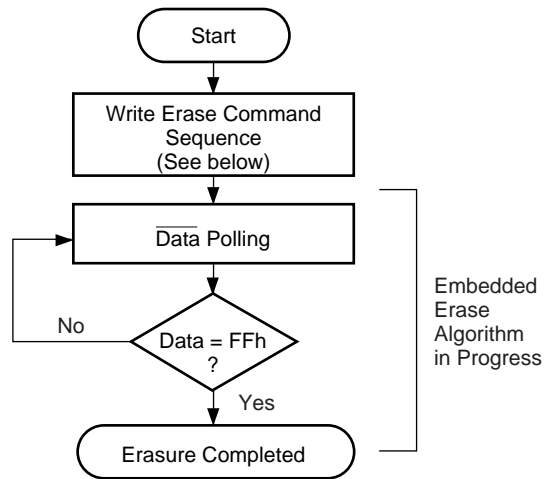 Start
Write Erase Command
Sequence
(See below)
Data Polling
No
Data = FFh
?
Yes
Erasure Completed
Embedded
Erase
Algorithm
in Progress